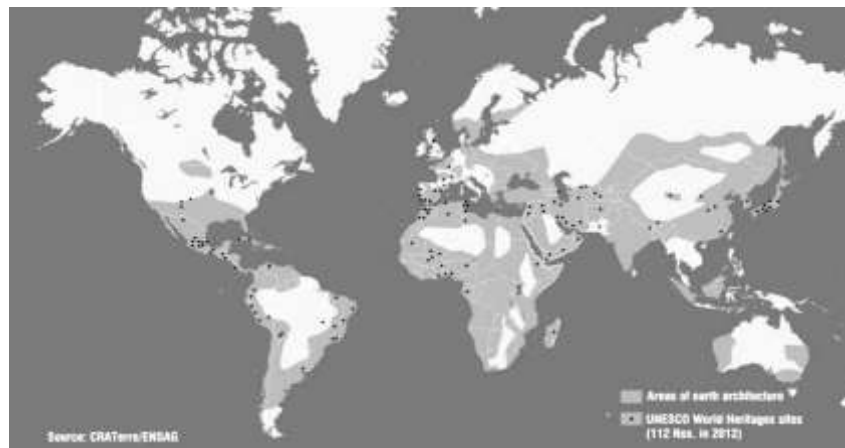 Areas of earth architecture
UNESCO World Heritages sites
(112 Nos. in 2012)
Source: CRATerre/ENSAG